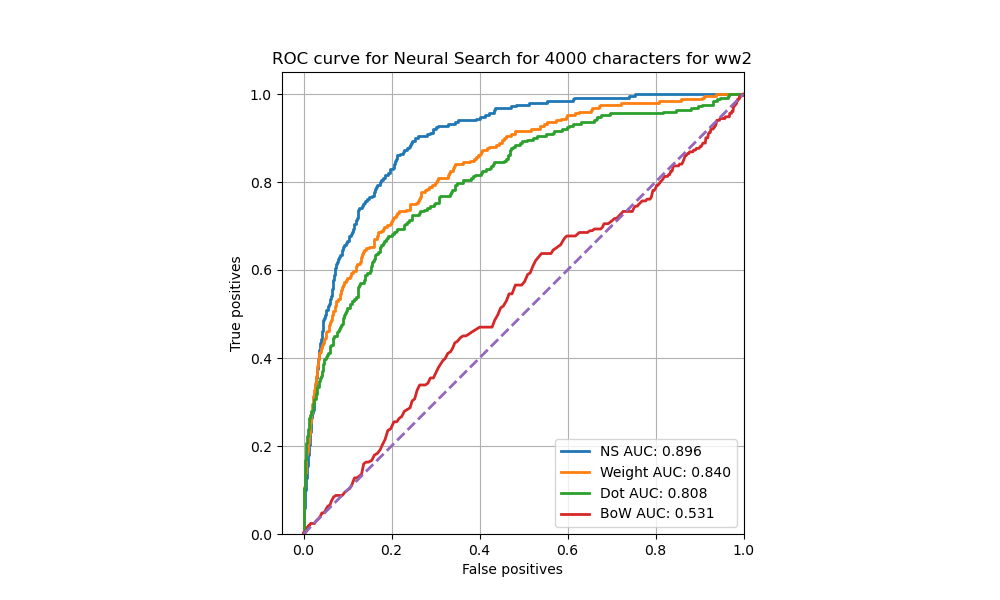 ROC curve for Neural Search for 4000 characters for ww2
True positives
1.0
0.8
0.6
0.4
0.2
0.0
NS AUC: 0.896
Weight AUC: 0.840
Dot AUC: 0.808
BoW AUC: 0.531
0.0 0.2 0.4 0.6 0.8 1.0
False positives